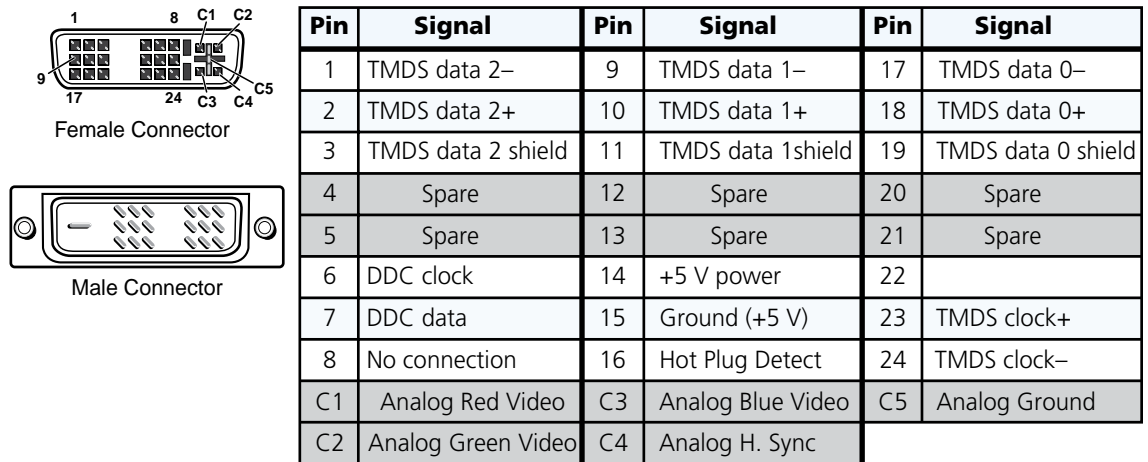 1 8 C1 C2
9
C5
17 24 C3 C4
Female Connector
Male Connector
Pin Signal Pin Signal Pin Signal
1 TMDS data 2– 9 TMDS data 1– 17 TMDS data 0–
2 TMDS data 2+ 10 TMDS data 1+ 18 TMDS data 0+
3 TMDS data 2 shield 11 TMDS data 1shield 19 TMDS data 0 shield
4 Spare 12 Spare 20 Spare
5 Spare 13 Spare 21 Spare
6 DDC clock 14 +5 V power 22
7 DDC data 15 Ground (+5 V) 23 TMDS clock+
8 No connection 16 Hot Plug Detect 24 TMDS clock–
C1 Analog Red Video C3 Analog Blue Video C5 Analog Ground
C2 Analog Green Video C4 Analog H. Sync